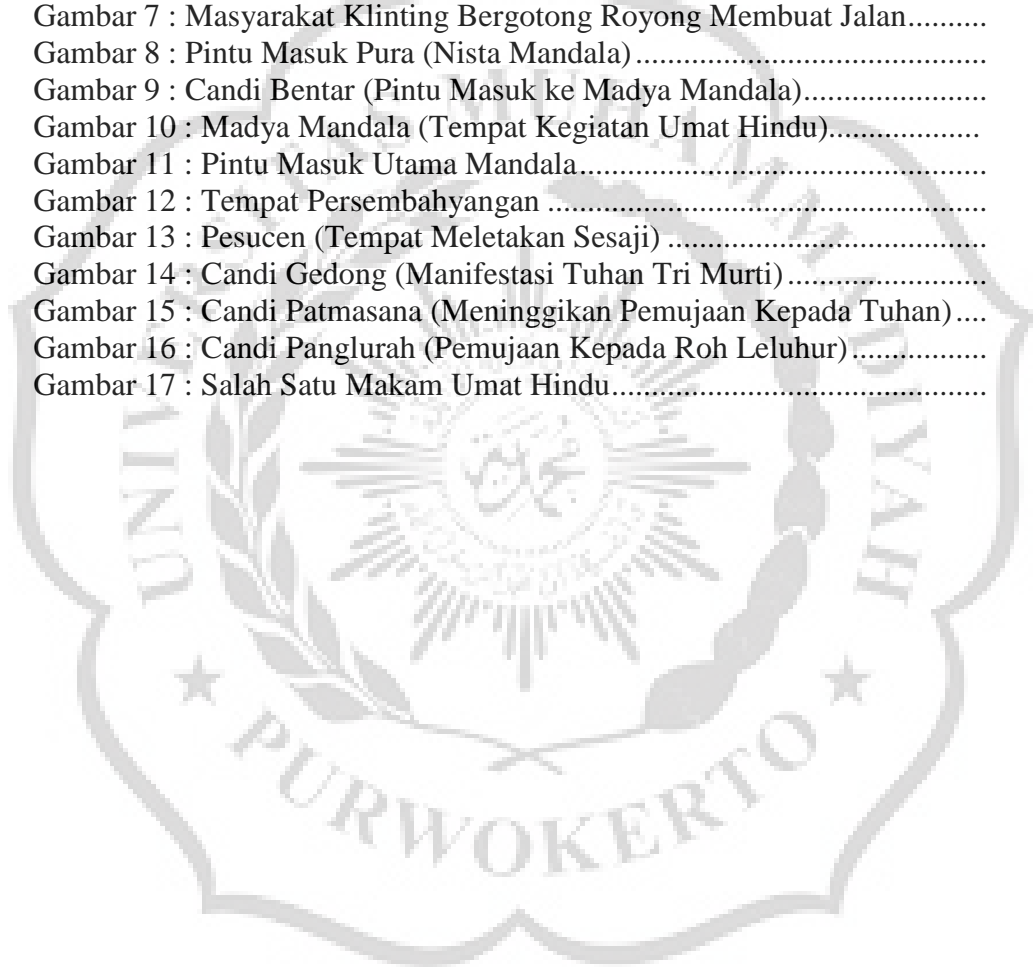 Gambar 7 : Masyarakat Klinting Bergotong Royong Membuat Jalan..........
Gambar 8 : Pintu Masuk Pura (Nista Mandala)............................................
Gambar 9 : Candi Bentar (Pintu Masuk ke Madya Mandala).......................
Gambar 10 : Madya Mandala (Tempat Kegiatan Umat Hindu)...................
Gambar 11 : Pintu Masuk Utama Mandala...................................................
Gambar 12 : Tempat Persembahyangan .......................................................
Gambar 13 : Pesucen (Tempat Meletakan Sesaji) ........................................
Gambar 14 : Candi Gedong (Manifestasi Tuhan Tri Murti).........................
Gambar 15 : Candi Patmasana (Meninggikan Pemujaan Kepada Tuhan)....
Gambar 16 : Candi Panglurah (Pemujaan Kepada Roh Leluhur).................
Gambar 17 : Salah Satu Makam Umat Hindu...............................................
UNIVERSITAS MUHAMMADIYAH
PURWOKERTO